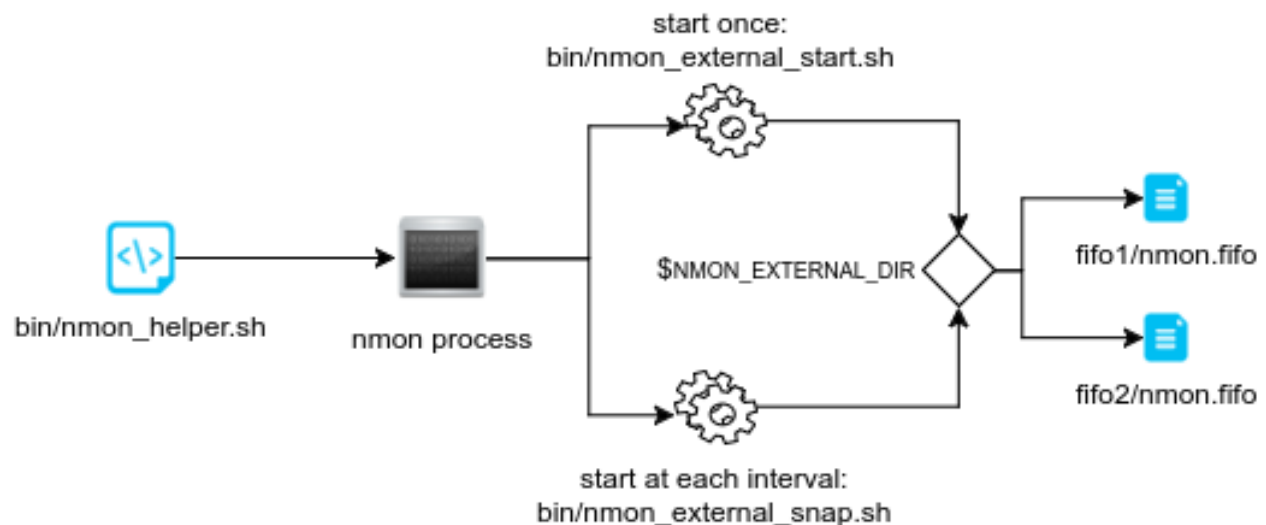 start once:
bin/nmon_external_start.sh
$NMON_EXTERNAL_DIR
fifo1/nmon.fifo
bin/nmon_helper.sh
nmon process
fifo2/nmon.fifo
start at each interval:
bin/nmon_external_snap.sh